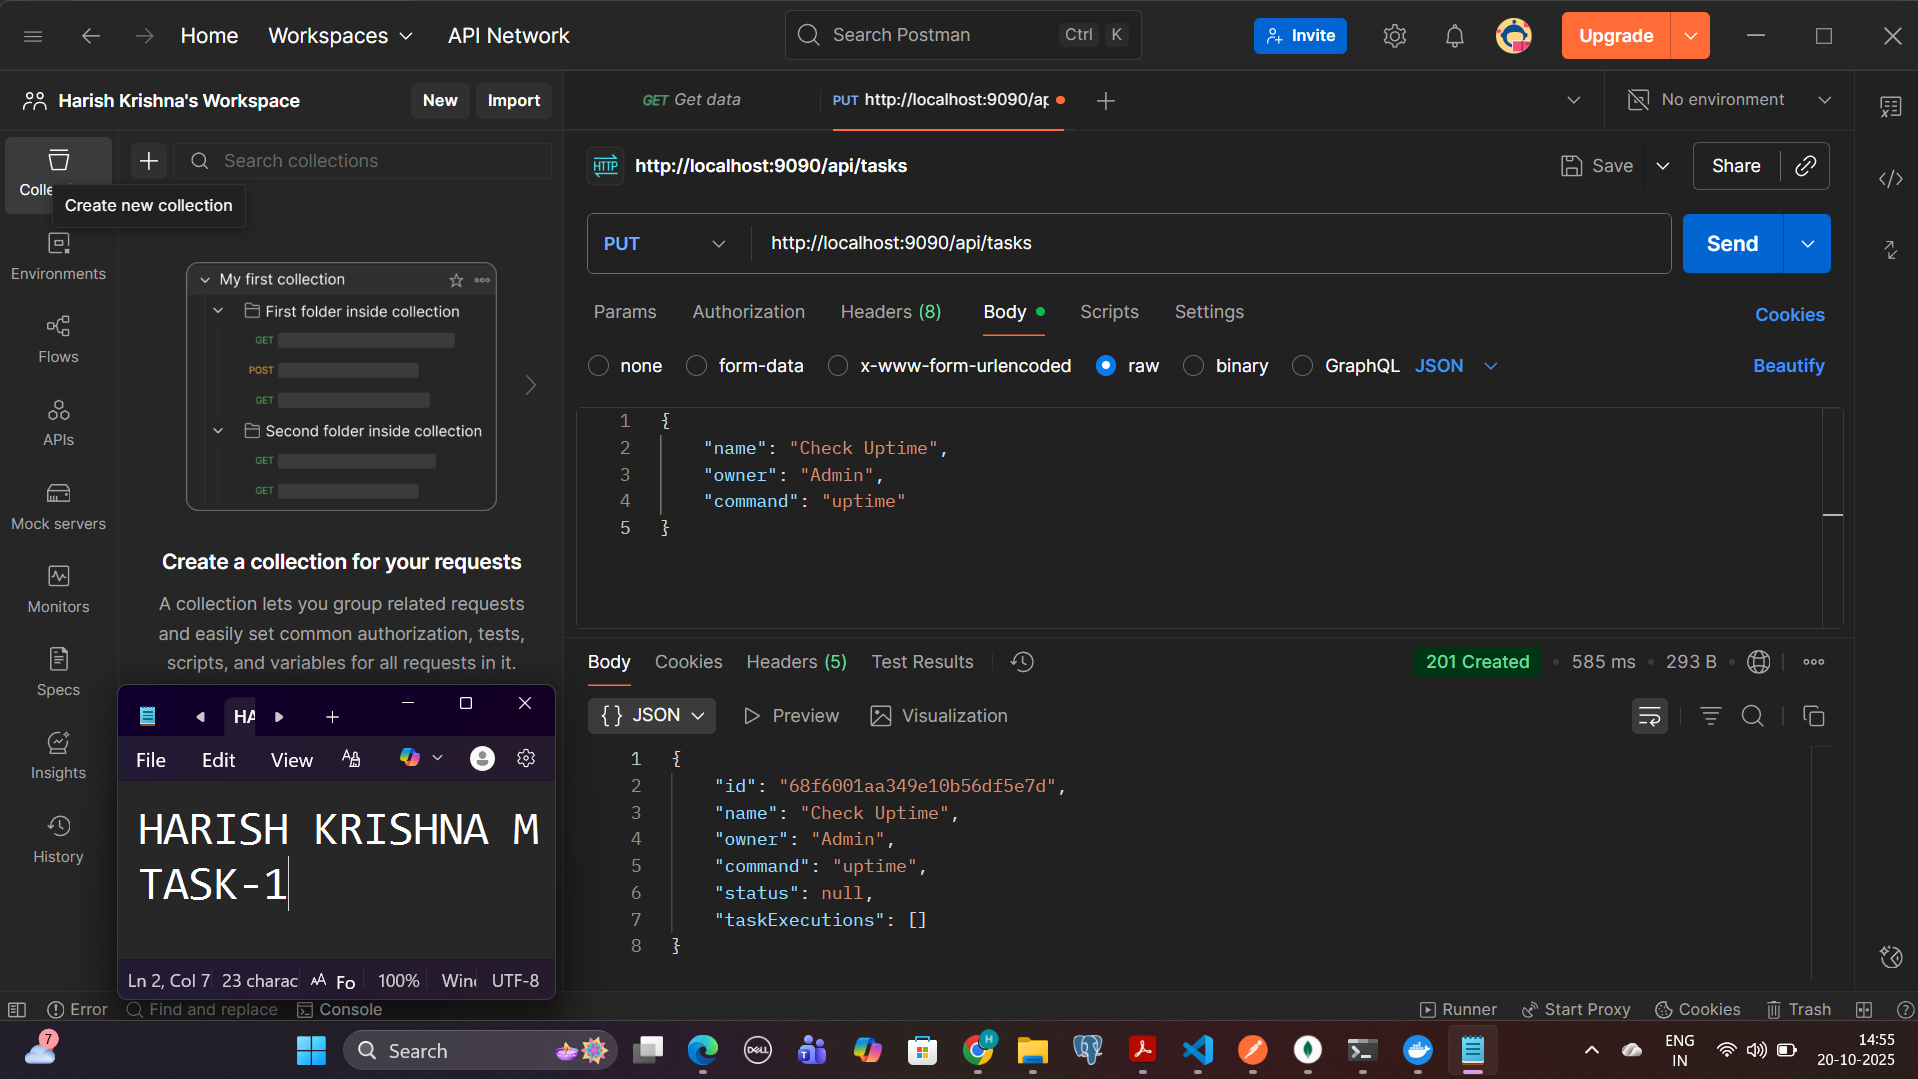 Home
Workspaces
API Network
Search Postman
Ctrl K
Invite
Upgrade
Harish Krishna's Workspace
New
Import
GET Get data
PUT http://localhost:9090/ap
No environment
Search collections
Create new collection
Environments
Flows
APIs
Mock servers
Monitors
Specs
Insights
History
My first collection
First folder inside collection
GET
POST
GET
Second folder inside collection
GET
GET
Create a collection for your requests
A collection lets you group related requests
and easily set common authorization, tests,
scripts, and variables for all requests in it.
HTTP http://localhost:9090/api/tasks
Save
Share
PUT
http://localhost:9090/api/tasks
Send
Params
Authorization
Headers (8)
Body
Scripts
Settings
Cookies
none
form-data
x-www-form-urlencoded
raw
binary
GraphQL
JSON
Beautify
1 {
2 "name": "Check Uptime",
3 "owner": "Admin",
4 "command": "uptime"
5 }
Body
Cookies
Headers (5)
Test Results
201 Created
585 ms
293 B
{} JSON
Preview
Visualization
1 {
2 "id": "68f6001aa349e10b56df5e7d",
3 "name": "Check Uptime",
4 "owner": "Admin",
5 "command": "uptime",
6 "status": null,
7 "taskExecutions": []
8 }
HA
File
Edit
View
HARISH KRISHNA M
TASK-1
Ln 2, Col 7
23 charac
Fo
100%
UTF-8
Error
Find and replace
Console
Runner
Start Proxy
Cookies
Trash
7
Search
DELL
H
ENG
IN
14:55
20-10-2025